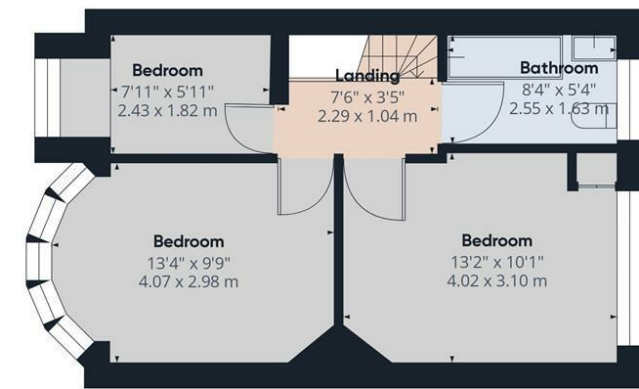 Bedroom
7'11" x 5'11"
2.43 x 1.82 m
Landing
7'6" x 3'5"
2.29 x 1.04 m
Bathroom
8'4" x 5'4"
2.55 x 1.63 m
Bedroom
13'4" x 9'9"
4.07 x 2.98 m
Bedroom
13'2" x 10'1"
4.02 x 3.10 m